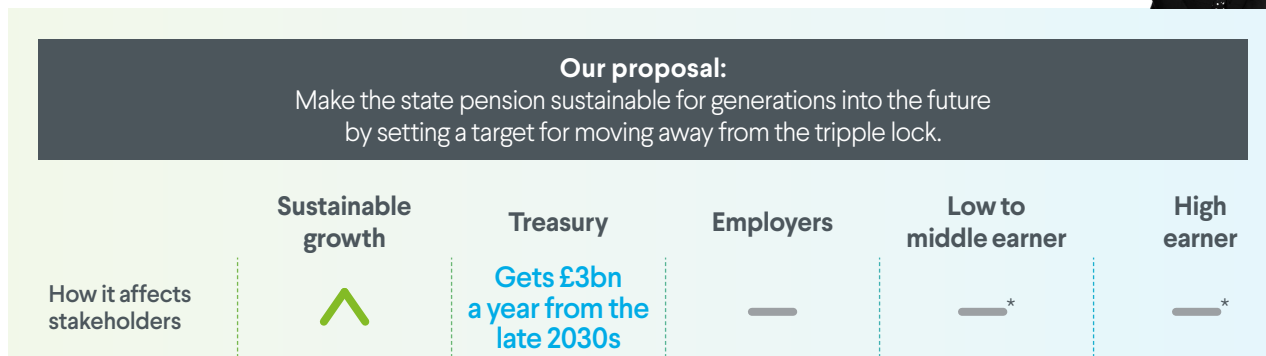 Our proposal:
Make the state pension sustainable for generations into the future
by setting a target for moving away from the tripple lock.
Sustainable
growth
Treasury
Employers
Low to
middle earner
High
earner
How it affects
stakeholders
Gets £3bn
a year from the
late 2030s
*
*